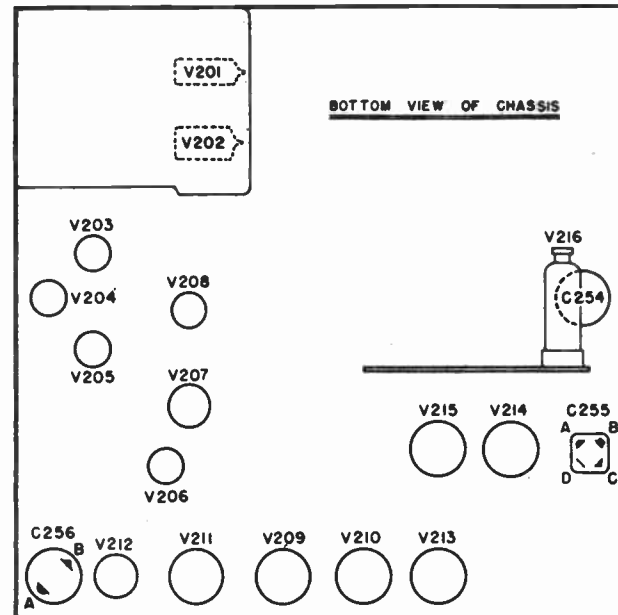 V201
BOTTOM VIEW OF CHASSIS
V202
V203
V216
V204
V208
C254
V205
V207
V215 V214 C255
A B
D C
V206
C256 V212 V211 V209 V210 V213
B
A